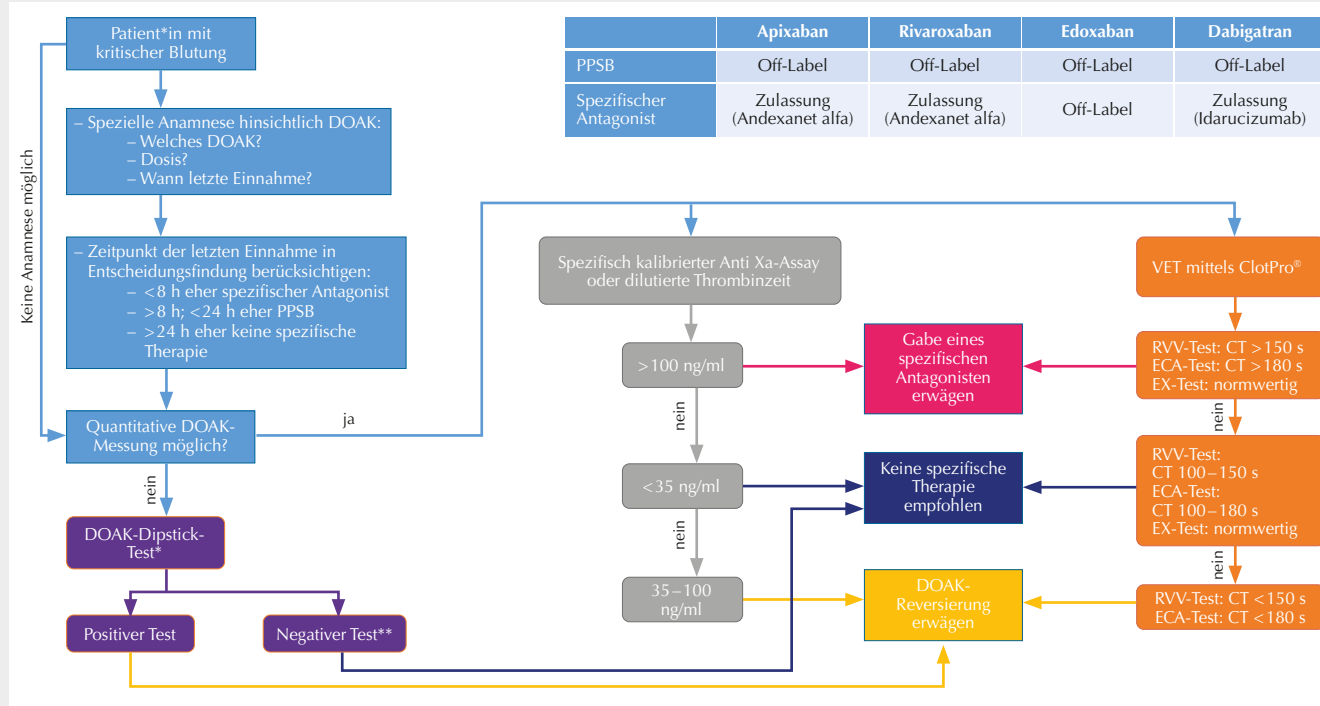 Patient*in mit
kritischer Blutung
Keine Anamnese möglich
– Spezielle Anamnese hinsichtlich DOAK:
– Welches DOAK?
– Dosis?
– Wann letzte Einnahme?
– Zeitpunkt der letzten Einnahme in
Entscheidungsfindung berücksichtigen:
– <8 h eher spezifischer Antagonist
– >8 h; <24 h eher PPSB
– >24 h eher keine spezifische
Therapie
Quantitative DOAK-
Messung möglich?
ja
nein
DOAK-Dipstick-
Test*
Positiver Test
Negativer Test**
Apixaban Rivaroxaban Edoxaban Dabigatran
PPSB Off-Label Off-Label Off-Label Off-Label
Spezifischer
Antagonist
Zulassung
(Andexanet alfa)
Zulassung
(Andexanet alfa)
Off-Label
Zulassung
(Idarucizumab)
Spezifisch kalibrierter Anti Xa-Assay
oder dilutierte Thrombinzeit
>100 ng/ml
nein
<35 ng/ml
nein
35–100
ng/ml
Gabe eines
spezifischen
Antagonisten
erwägen
Keine spezifische
Therapie
empfohlen
DOAK-
Reversierung
erwägen
VET mittels ClotPro®
RVV-Test: CT >150 s
ECA-Test: CT >180 s
EX-Test: normwertig
nein
RVV-Test:
CT 100–150 s
ECA-Test:
CT 100–180 s
EX-Test: normwertig
nein
RVV-Test: CT <150 s
ECA-Test: CT <180 s